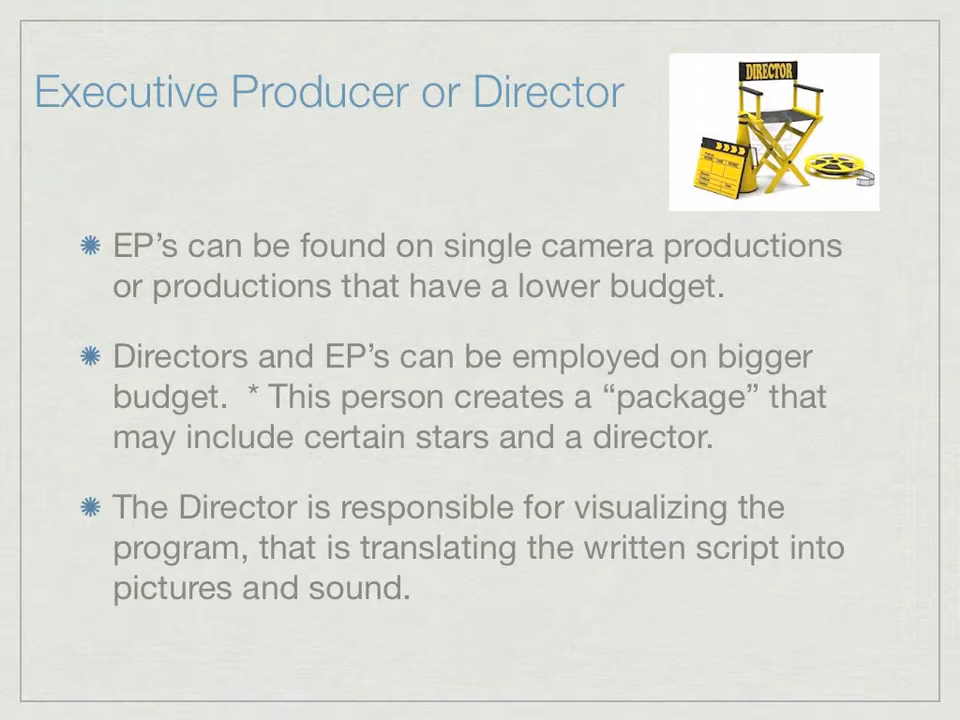 Executive Producer or Director
DIRECTOR
EP’s can be found on single camera productions
or productions that have a lower budget.
Directors and EP’s can be employed on bigger
budget.  * This person creates a “package” that
may include certain stars and a director.
The Director is responsible for visualizing the
program, that is translating the written script into
pictures and sound.